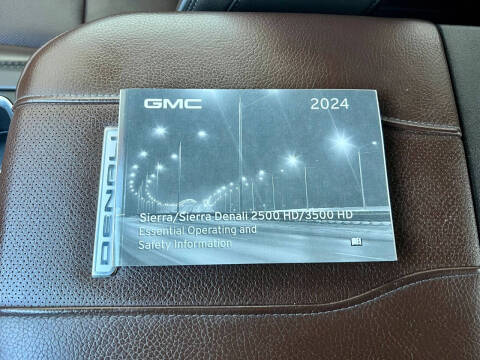 GMC
2024
DENALI
Sierra/Sierra Denali 2500 HD/3500 HD
Essential Operating and
Safety Information